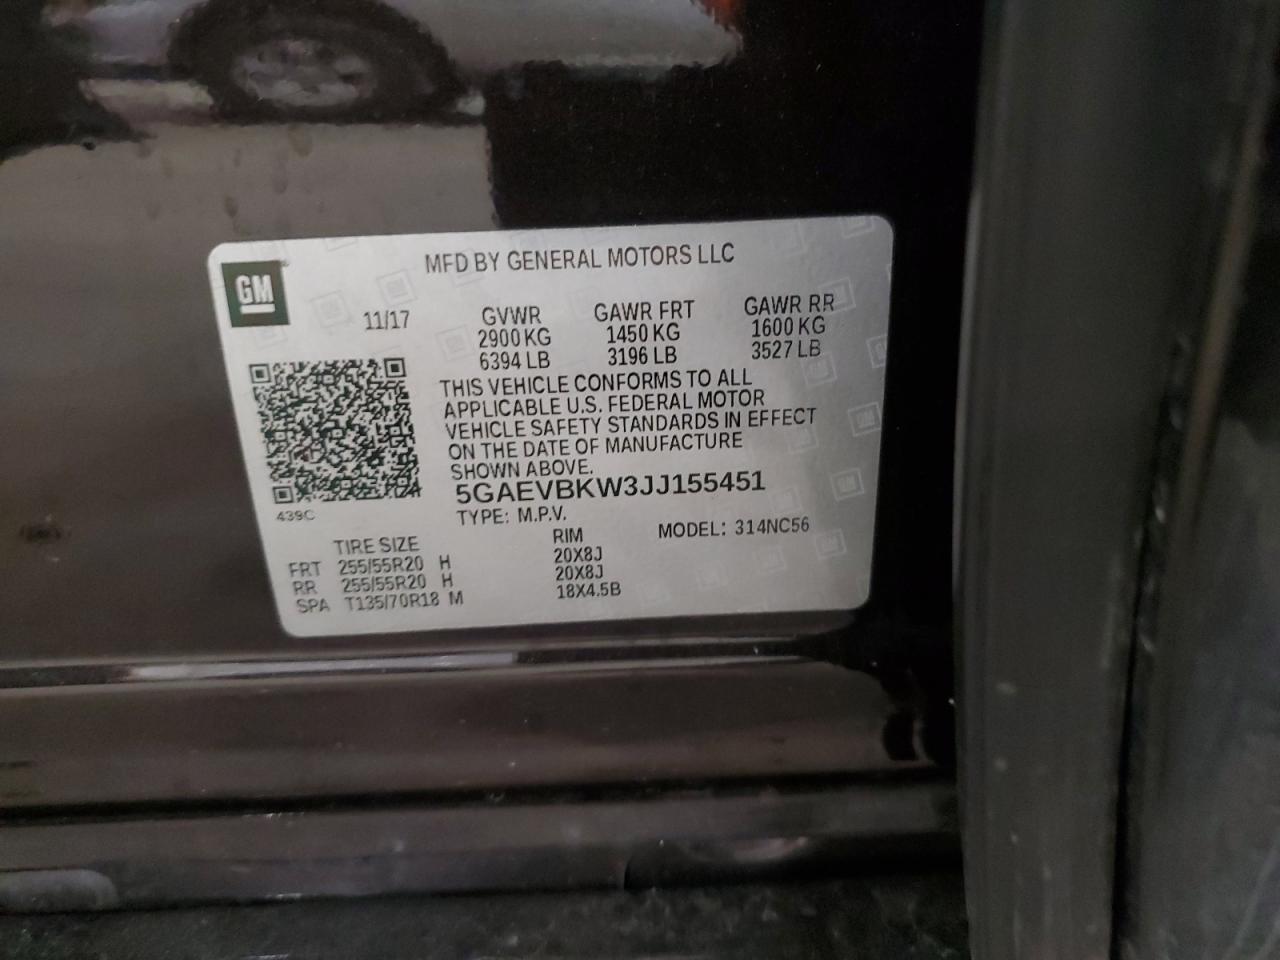 MFD BY GENERAL MOTORS LLC
GM
11/17
GVWR GAWR FRT GAWR RR
2900 KG 1450 KG 1600 KG
6394 LB 3196 LB 3527 LB
THIS VEHICLE CONFORMS TO ALL
APPLICABLE U.S. FEDERAL MOTOR
VEHICLE SAFETY STANDARDS IN EFFECT
ON THE DATE OF MANUFACTURE
SHOWN ABOVE.
5GAEVBKW3JJ155451
439C
TYPE: M.P.V. MODEL: 314NC56
TIRE SIZE RIM
FRT 255/55R20 H 20X8J
RR 255/55R20 H 20X8J
SPA T135/70R18 M 18X4.5B